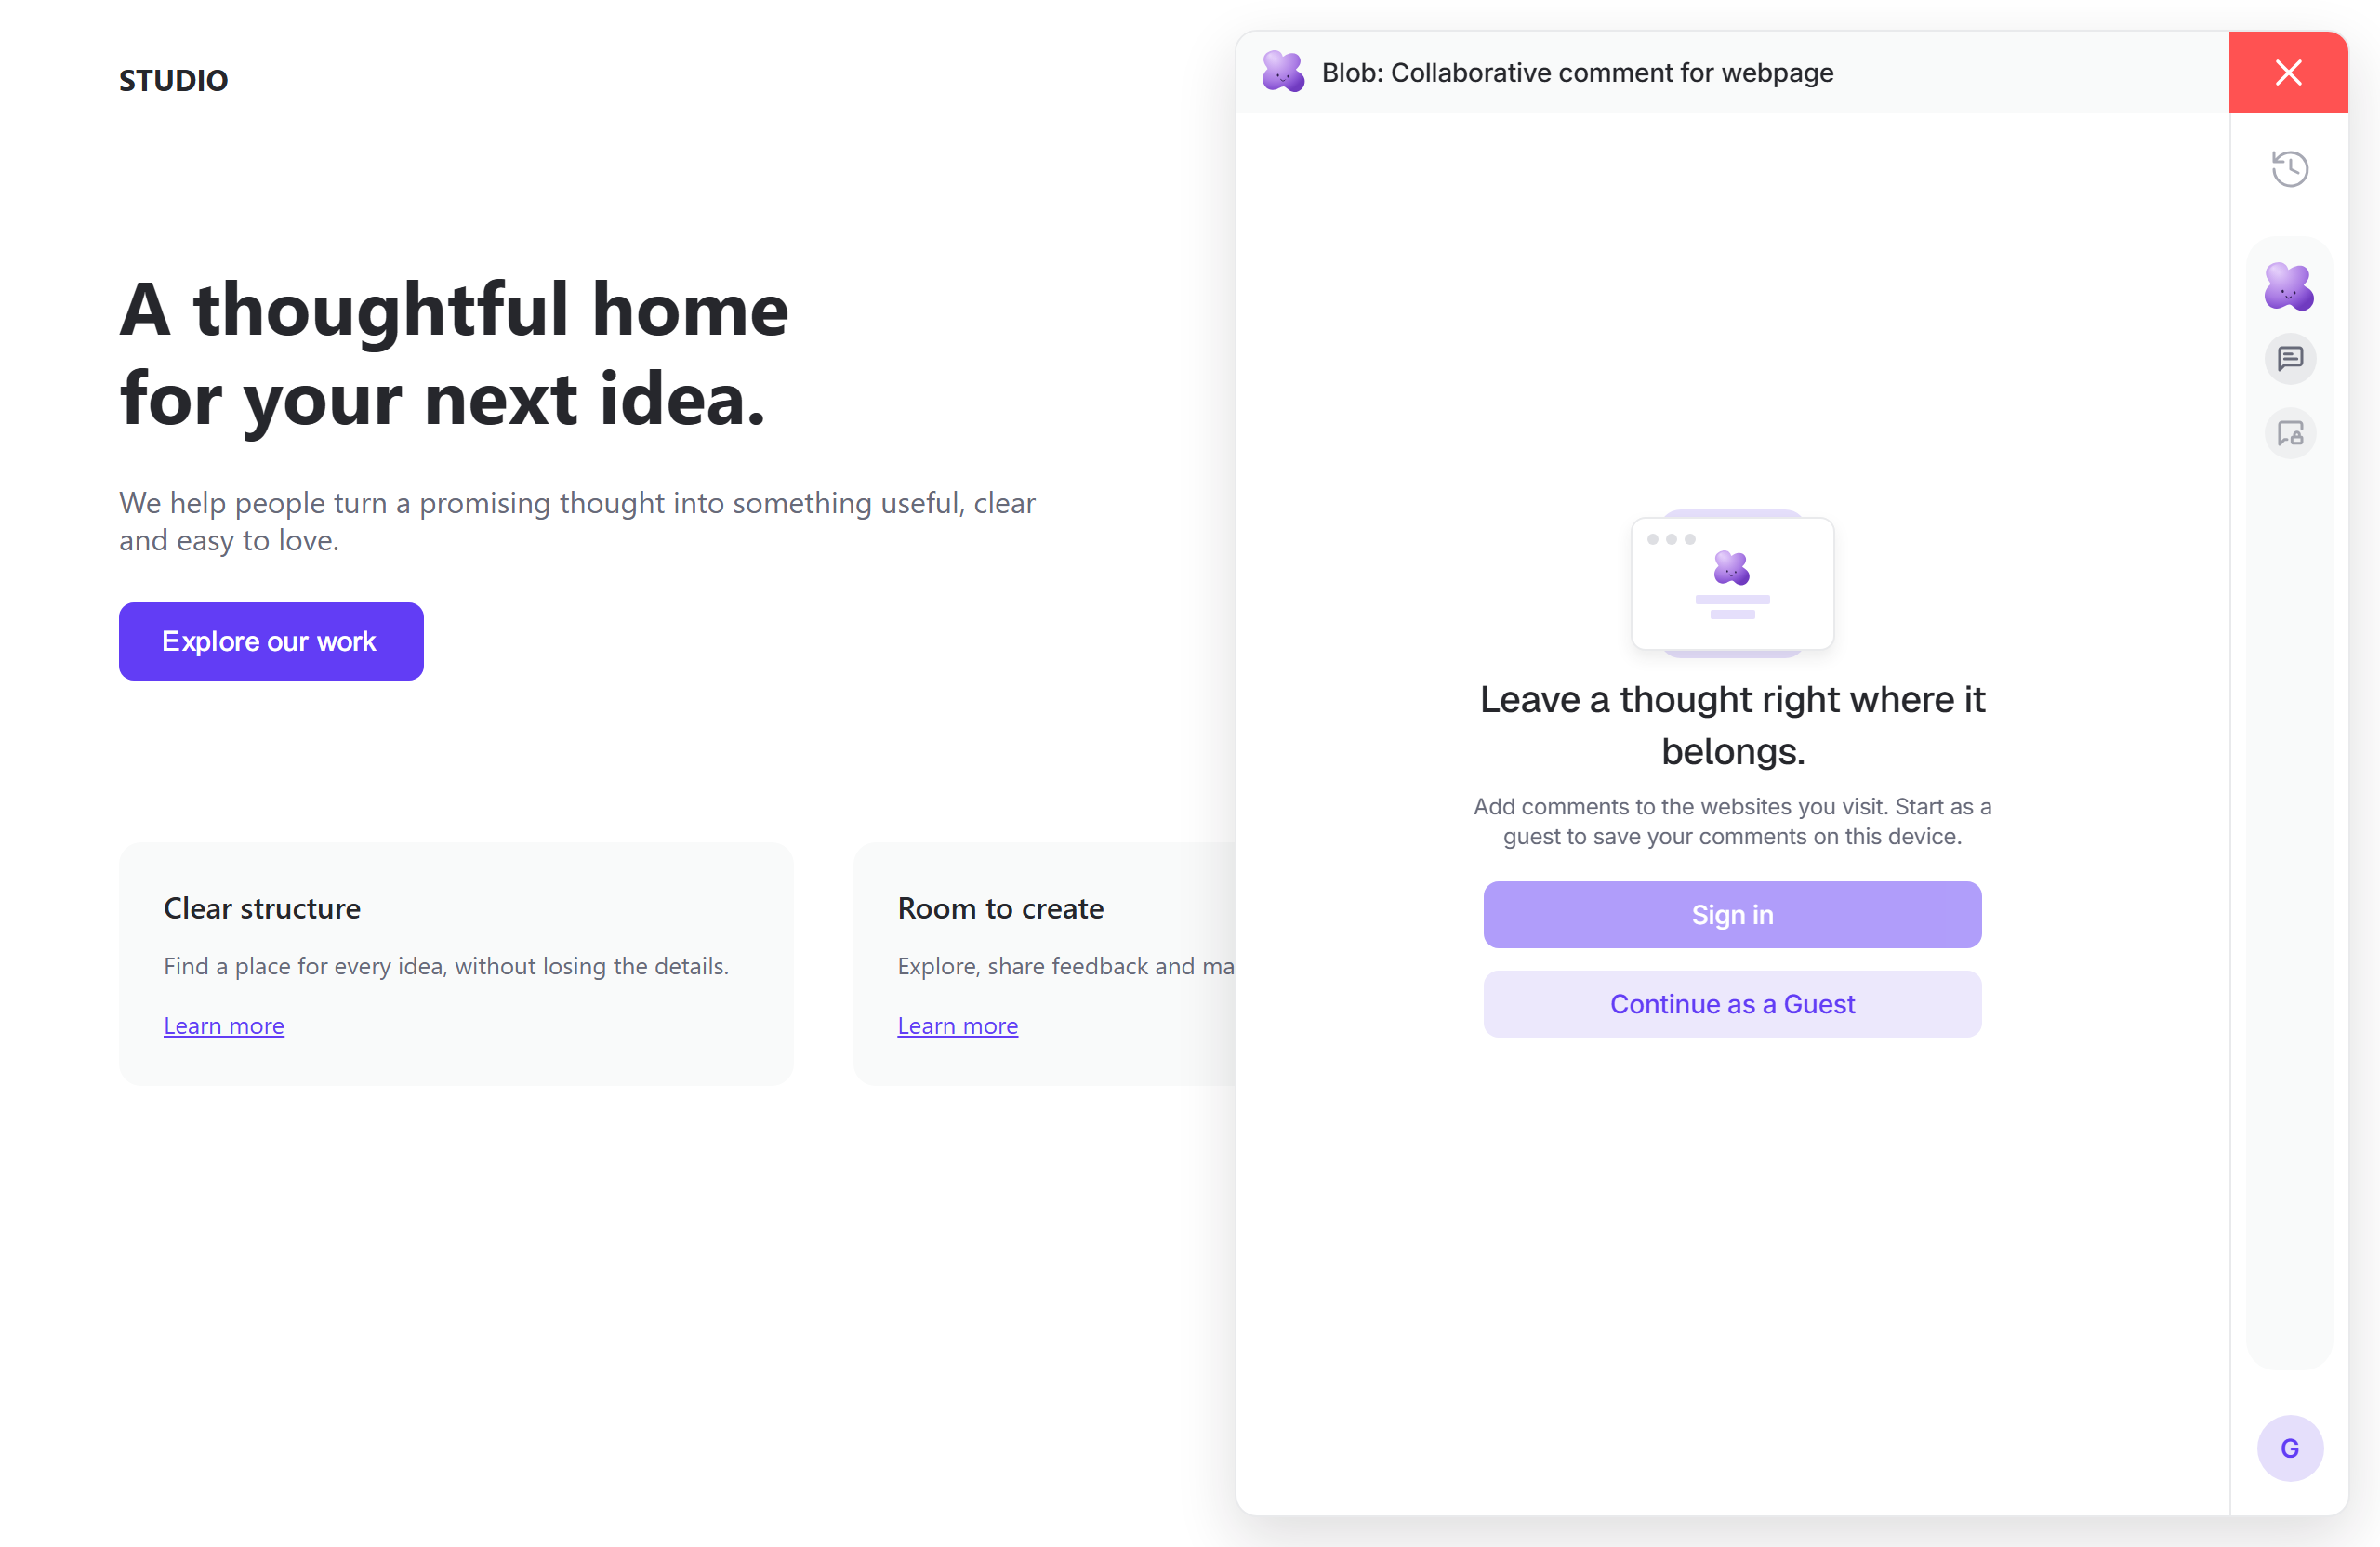 STUDIO
A thoughtful home
for your next idea.
We help people turn a promising thought into something useful, clear
and easy to love.
Explore our work
Clear structure
Find a place for every idea, without losing the details.
Learn more
Room to create
Explore, share feedback and ma
Learn more
Blob: Collaborative comment for webpage
Leave a thought right where it
belongs.
Add comments to the websites you visit. Start as a
guest to save your comments on this device.
Sign in
Continue as a Guest
G